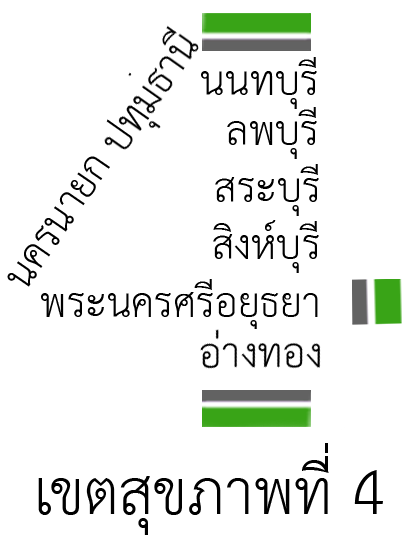 นครนายก ปทุมธานี
นนทบุรี
ลพบุรี
สระบุรี
สิงห์บุรี
พระนครศรีอยุธยา
อ่างทอง
เขตสุขภาพที่ 4